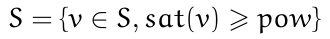 S = {v ∈ S, sat(v) ⩾ pow}